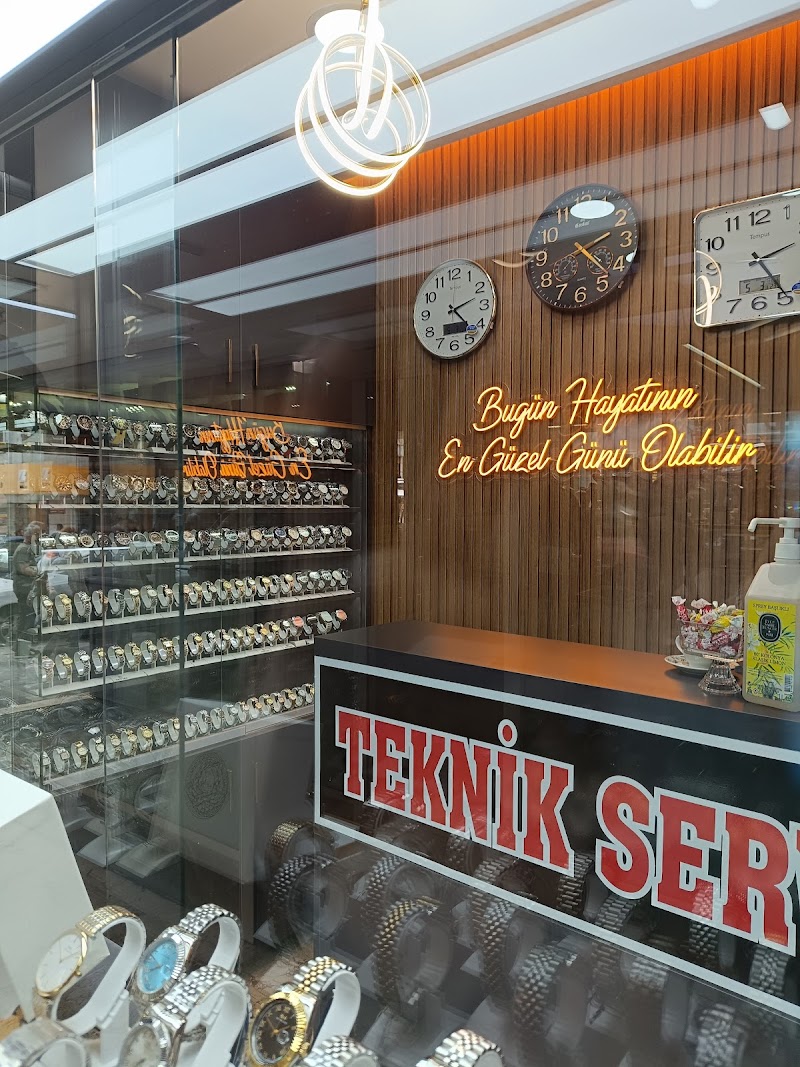 Bugün Hayatının
En Güzel Günü Olabilir
TEKNİK SER